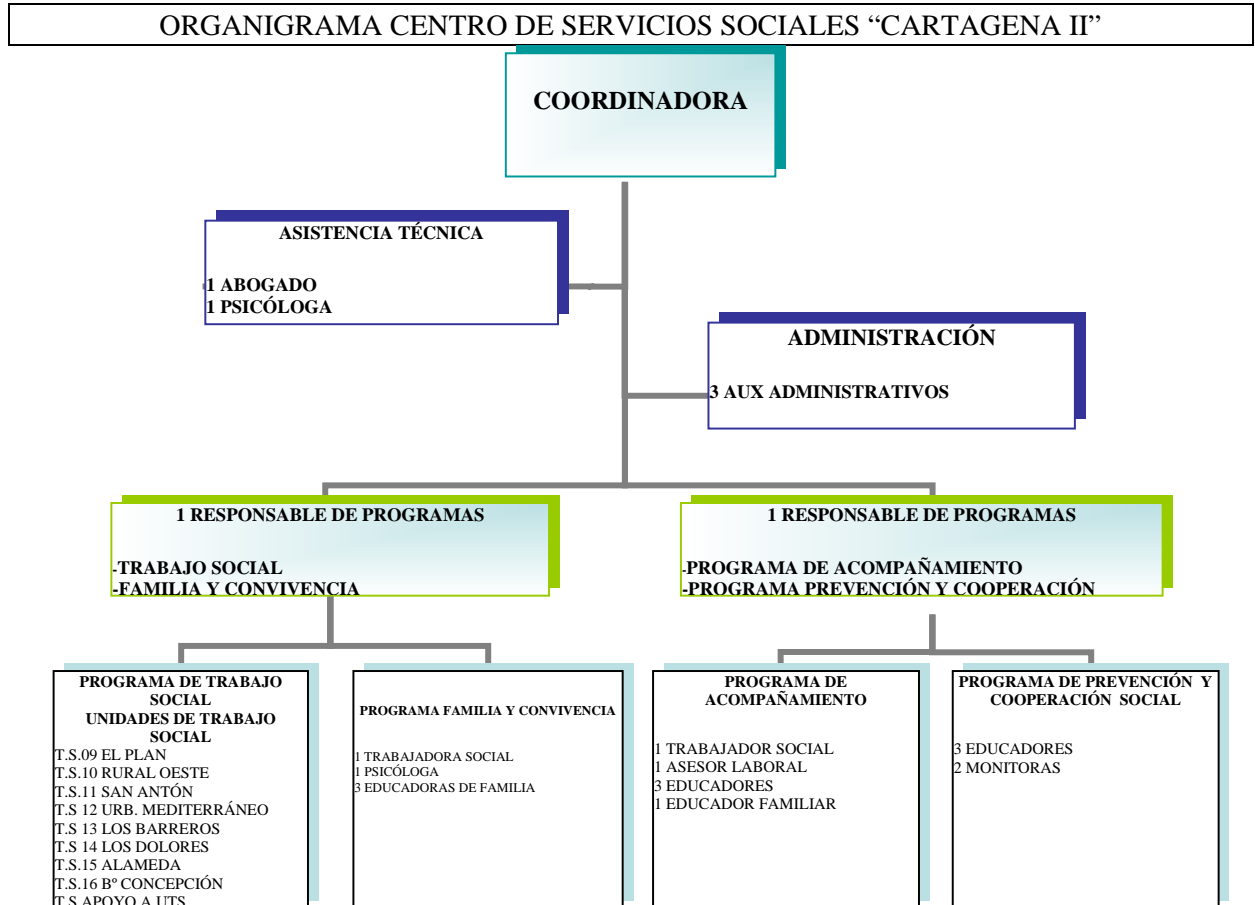 ORGANIGRAMA CENTRO DE SERVICIOS SOCIALES “CARTAGENA II”
COORDINADORA
ASISTENCIA TÉCNICA
1 ABOGADO
1 PSICÓLOGA
ADMINISTRACIÓN
3 AUX ADMINISTRATIVOS
1 RESPONSABLE DE PROGRAMAS
-TRABAJO SOCIAL
-FAMILIA Y CONVIVENCIA
1 RESPONSABLE DE PROGRAMAS
-PROGRAMA DE ACOMPAÑAMIENTO
-PROGRAMA PREVENCIÓN Y COOPERACIÓN
PROGRAMA DE TRABAJO
SOCIAL
UNIDADES DE TRABAJO
SOCIAL
T.S.09 EL PLAN
T.S.10 RURAL OESTE
T.S.11 SAN ANTÓN
T.S 12 URB. MEDITERRÁNEO
T.S 13 LOS BARREROS
T.S 14 LOS DOLORES
T.S.15 ALAMEDA
T.S.16 Bº CONCEPCIÓN
T.S APOYO A UTS
PROGRAMA FAMILIA Y CONVIVENCIA
1 TRABAJADORA SOCIAL
1 PSICÓLOGA
3 EDUCADORAS DE FAMILIA
PROGRAMA DE
ACOMPAÑAMIENTO
1 TRABAJADOR SOCIAL
1 ASESOR LABORAL
3 EDUCADORES
1 EDUCADOR FAMILIAR
PROGRAMA DE PREVENCIÓN Y
COOPERACIÓN SOCIAL
3 EDUCADORES
2 MONITORAS